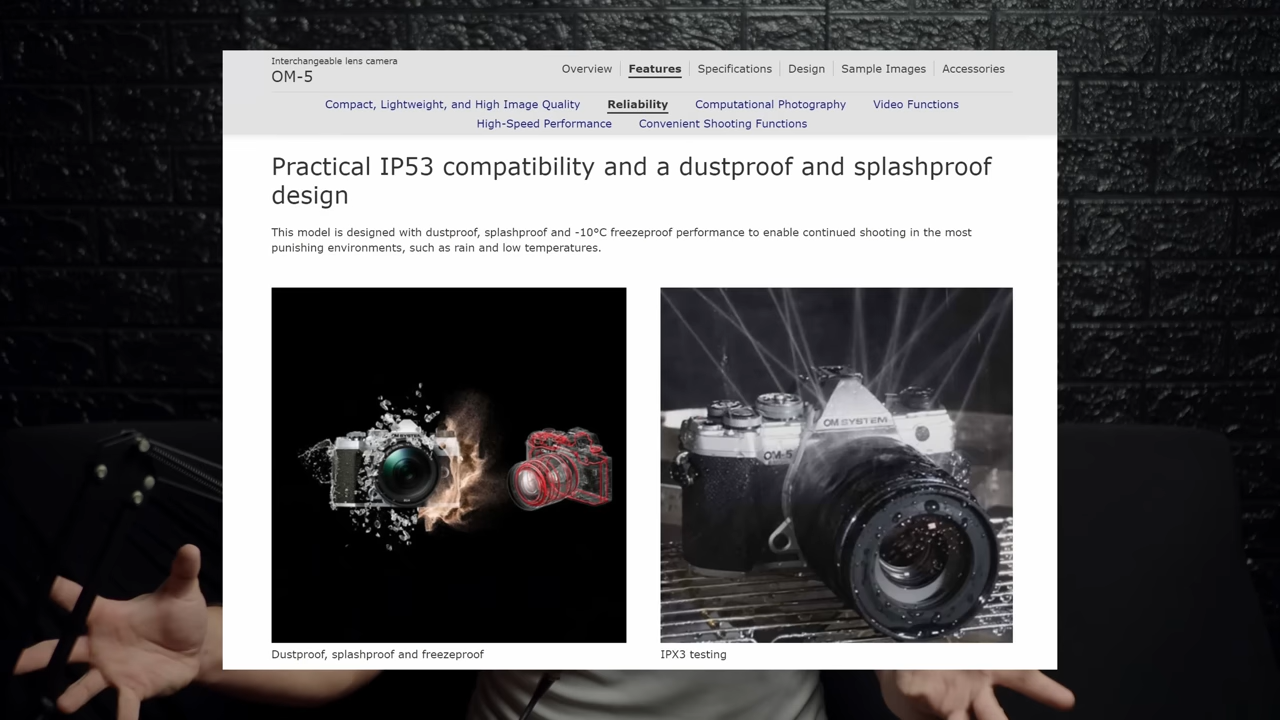 Interchangeable lens camera
OM-5
Overview
Features
Specifications
Design
Sample Images
Accessories
Compact, Lightweight, and High Image Quality
Reliability
Computational Photography
Video Functions
High-Speed Performance
Convenient Shooting Functions
Practical IP53 compatibility and a dustproof and splashproof
design
This model is designed with dustproof, splashproof and -10°C freezeproof performance to enable continued shooting in the most
punishing environments, such as rain and low temperatures.
OM SYSTEM
OM SYSTEM
OM-5
Dustproof, splashproof and freezeproof
IPX3 testing